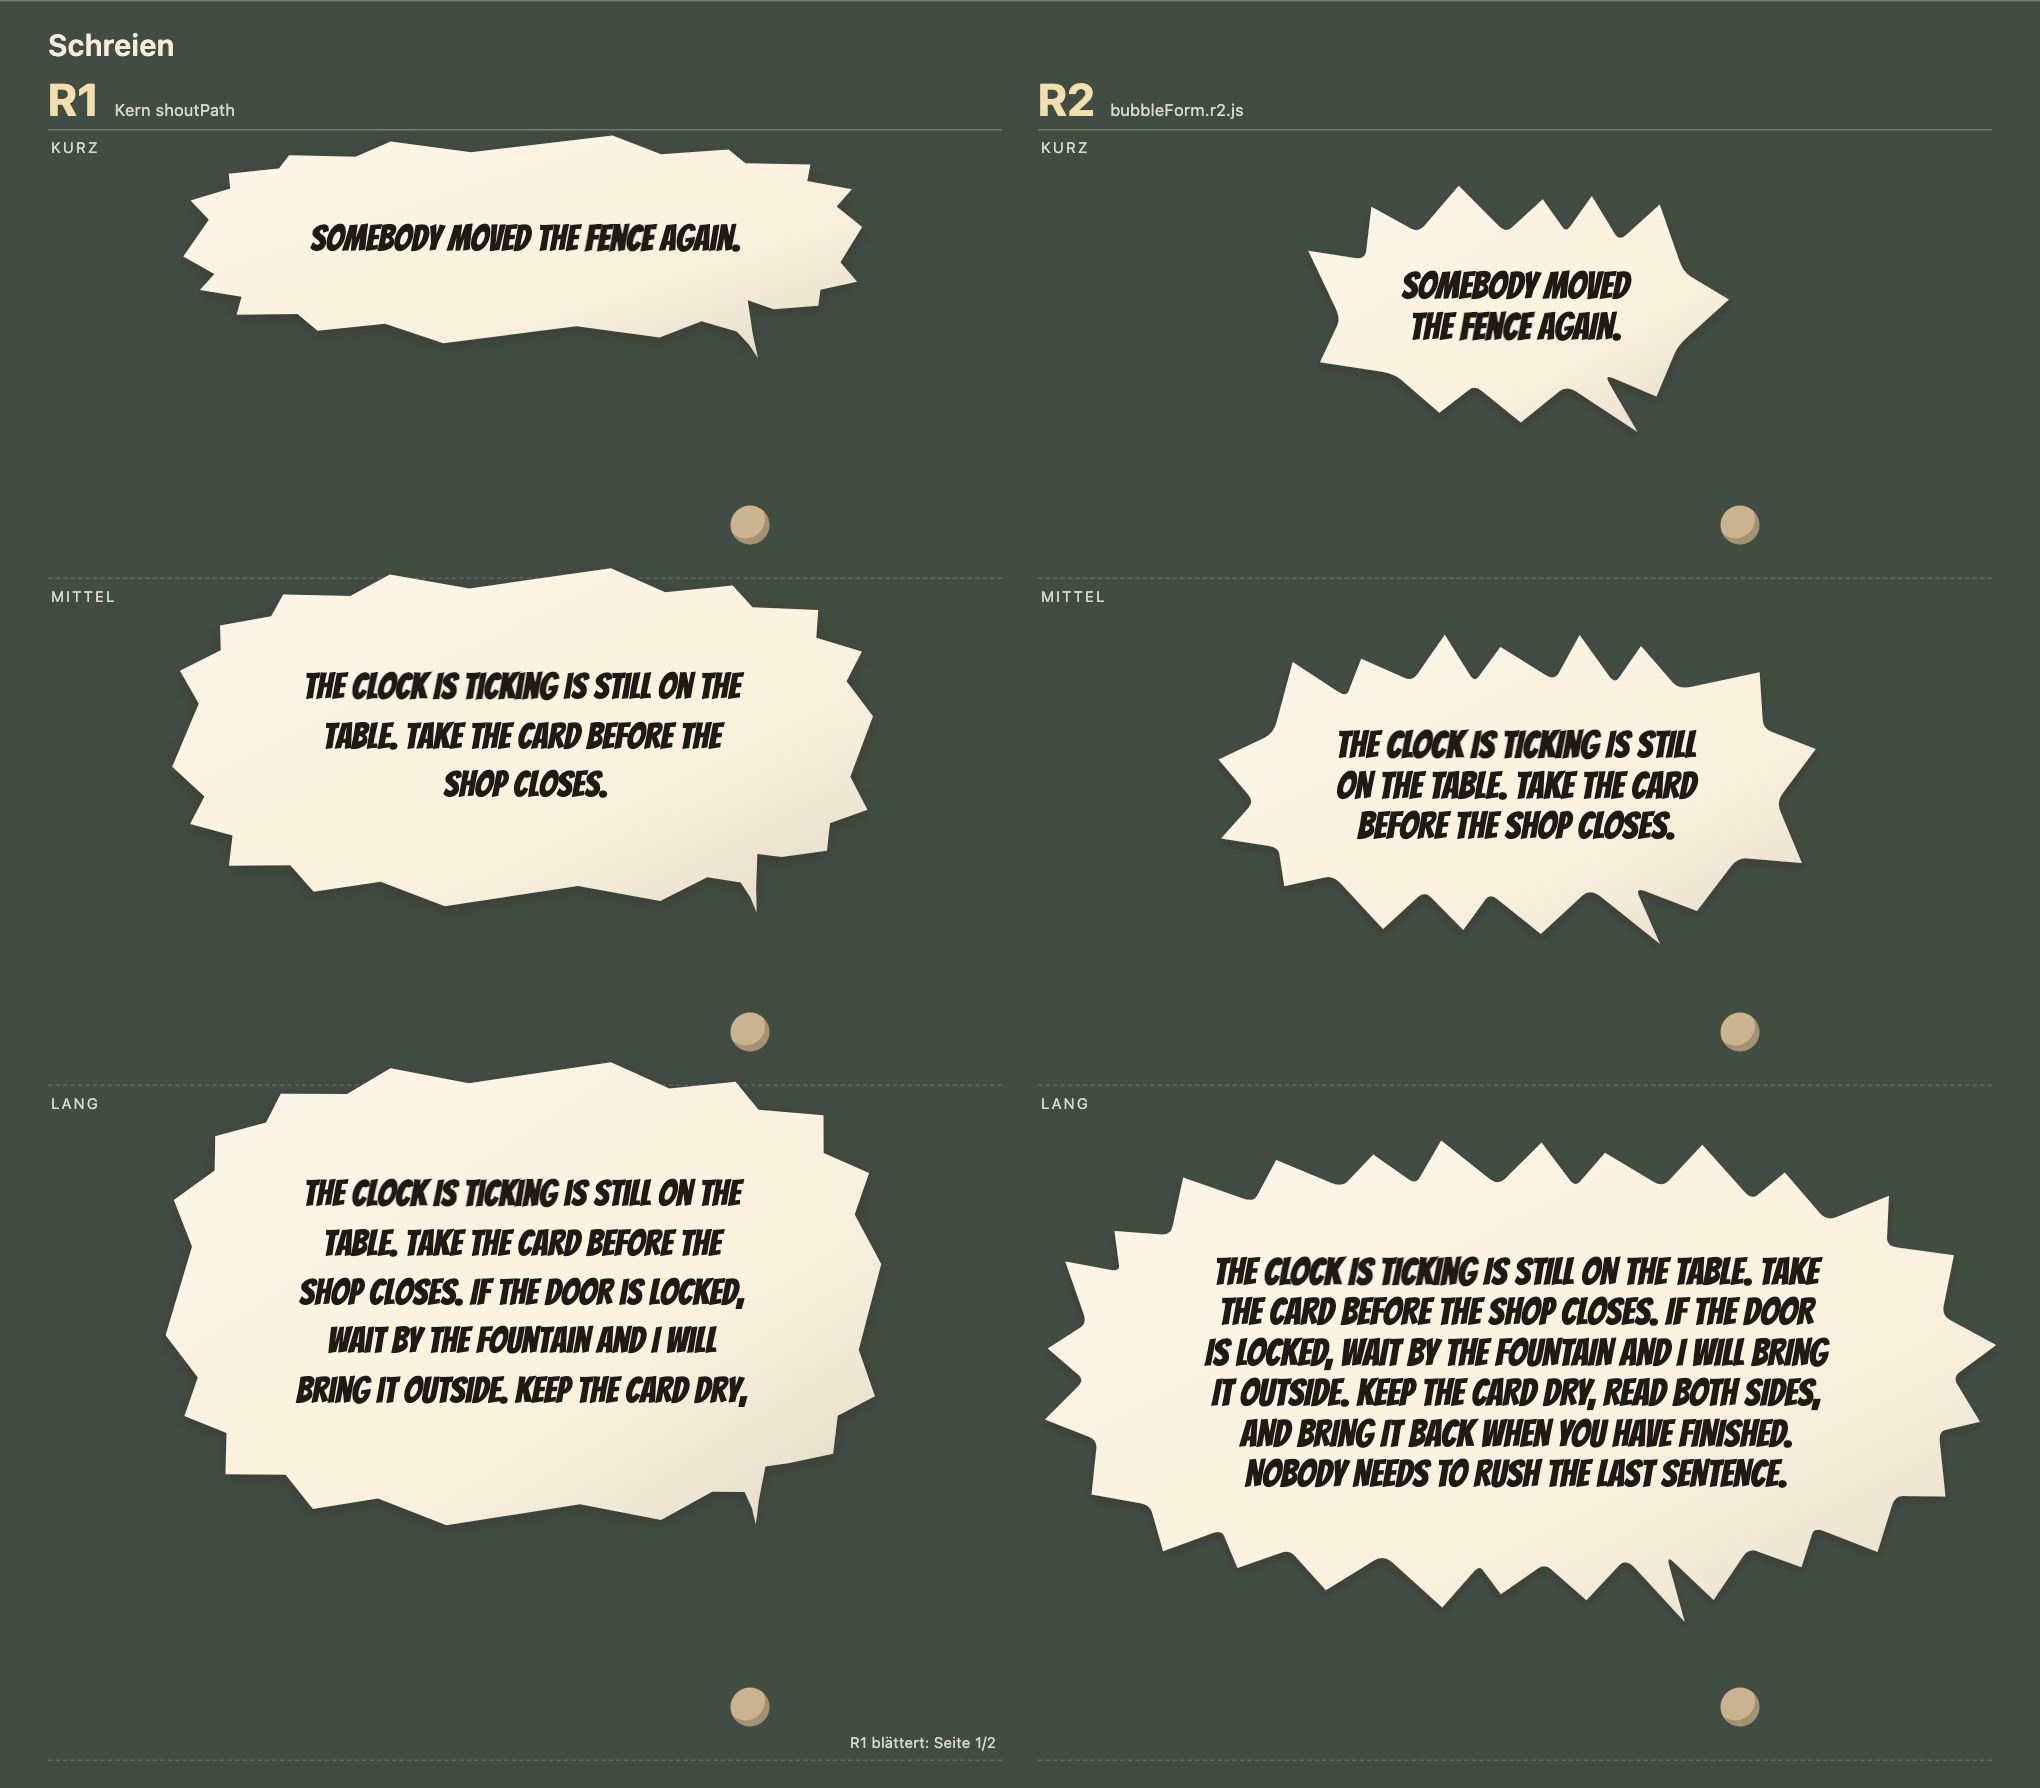 Schreien
R1 Kern shoutPath
KURZ
SOMEBODY MOVED THE FENCE AGAIN.
MITTEL
THE CLOCK IS TICKING IS STILL ON THE
TABLE. TAKE THE CARD BEFORE THE
SHOP CLOSES.
LANG
THE CLOCK IS TICKING IS STILL ON THE
TABLE. TAKE THE CARD BEFORE THE
SHOP CLOSES. IF THE DOOR IS LOCKED,
WAIT BY THE FOUNTAIN AND I WILL
BRING IT OUTSIDE. KEEP THE CARD DRY,
R1 blättert: Seite 1/2
R2 bubbleForm.r2.js
KURZ
SOMEBODY MOVED
THE FENCE AGAIN.
MITTEL
THE CLOCK IS TICKING IS STILL
ON THE TABLE. TAKE THE CARD
BEFORE THE SHOP CLOSES.
LANG
THE CLOCK IS TICKING IS STILL ON THE TABLE. TAKE
THE CARD BEFORE THE SHOP CLOSES. IF THE DOOR
IS LOCKED, WAIT BY THE FOUNTAIN AND I WILL BRING
IT OUTSIDE. KEEP THE CARD DRY, READ BOTH SIDES,
AND BRING IT BACK WHEN YOU HAVE FINISHED.
NOBODY NEEDS TO RUSH THE LAST SENTENCE.